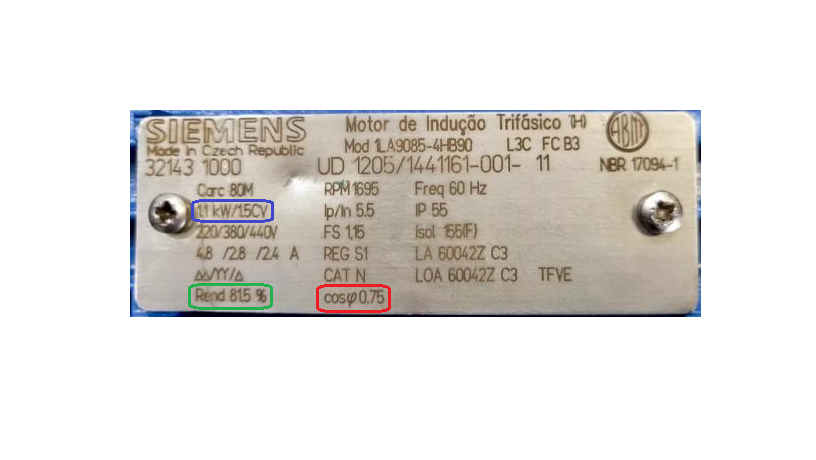 SIEMENS
Made in Czech Republic
Motor de Indução Trifásico (H)
Mod 1LA9085-4HB90 L3C FC B3
ABM
32143 1000 UD 1205/1441161-001- 11 NBR 17094-1
Carc 80M RPM 1695 Freq 60 Hz
1.1 kW/1.5CV Ip/In 5.5 IP 55
220/380/440V FS 1,15 isol 155(F)
4.8 /2.8 /2.4 A REG S1 LA 60042Z C3
ΔΔ/YY/Δ CAT N LOA 60042Z C3 TFVE
Rend 81.5 % cosφ 0.75